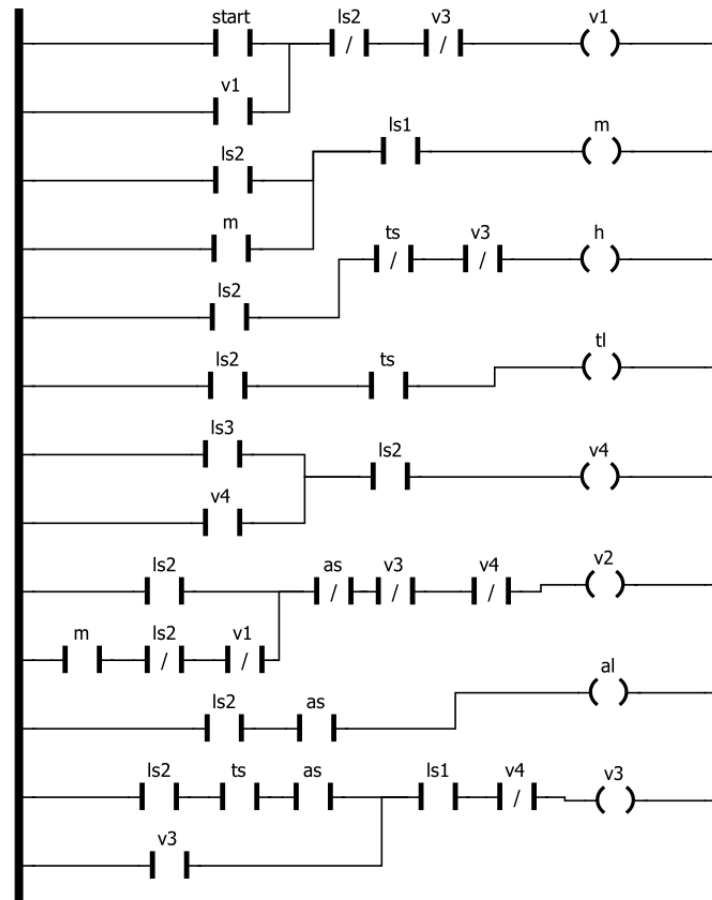 start ls2 v3 v1
v1
ls1 m
ls2
m
ts v3 h
ls2
ls2 ts tl
ls3
ls2 v4
v4
ls2 as v3 v4 v2
m ls2 v1
ls2 as al
ls2 ts as ls1 v4 v3
v3